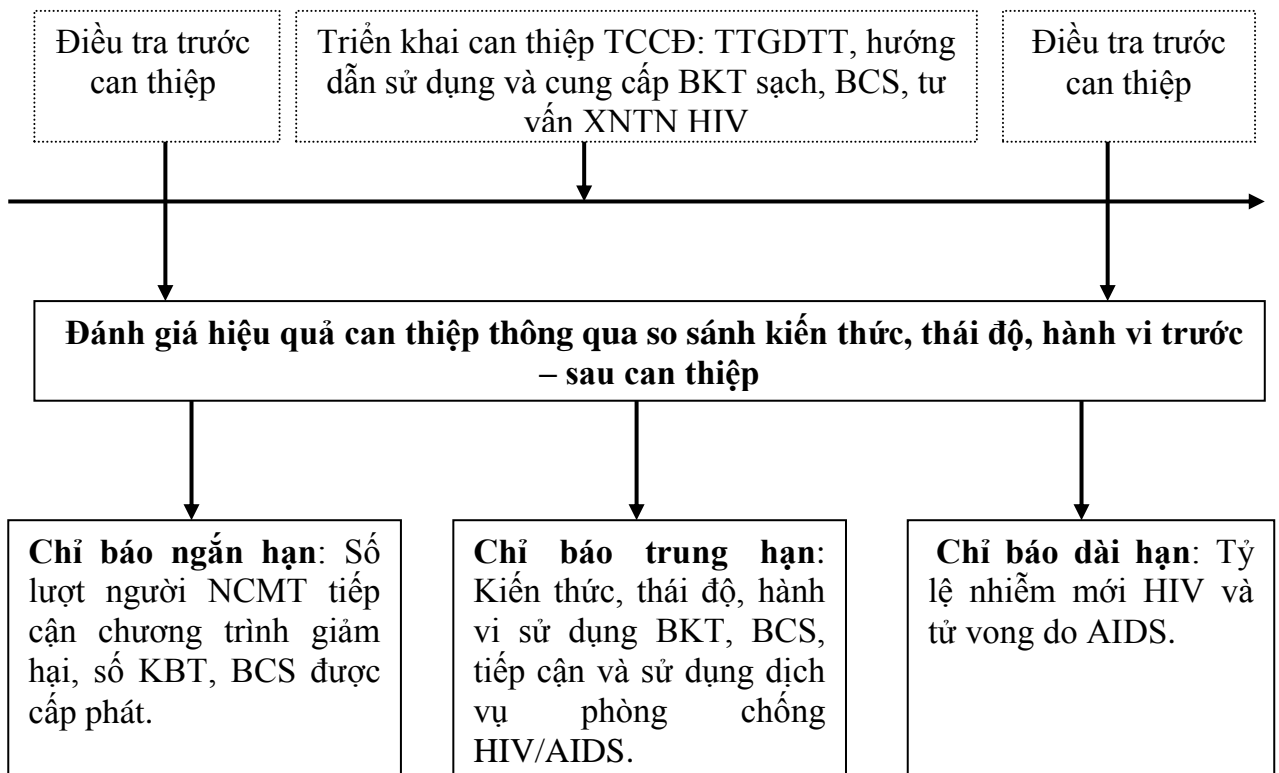 Điều tra trước
can thiệp
Triển khai can thiệp TCCĐ: TTGDTT, hướng
dẫn sử dụng và cung cấp BKT sạch, BCS, tư
vấn XNTN HIV
Điều tra trước
can thiệp
Đánh giá hiệu quả can thiệp thông qua so sánh kiến thức, thái độ, hành vi trước
– sau can thiệp
Chỉ báo ngắn hạn: Số
lượt người NCMT tiếp
cận chương trình giảm
hại, số KBT, BCS được
cấp phát.
Chỉ báo trung hạn:
Kiến thức, thái độ, hành
vi sử dụng BKT, BCS,
tiếp cận và sử dụng dịch
vụ phòng chống
HIV/AIDS.
Chỉ báo dài hạn: Tỷ
lệ nhiễm mới HIV và
tử vong do AIDS.